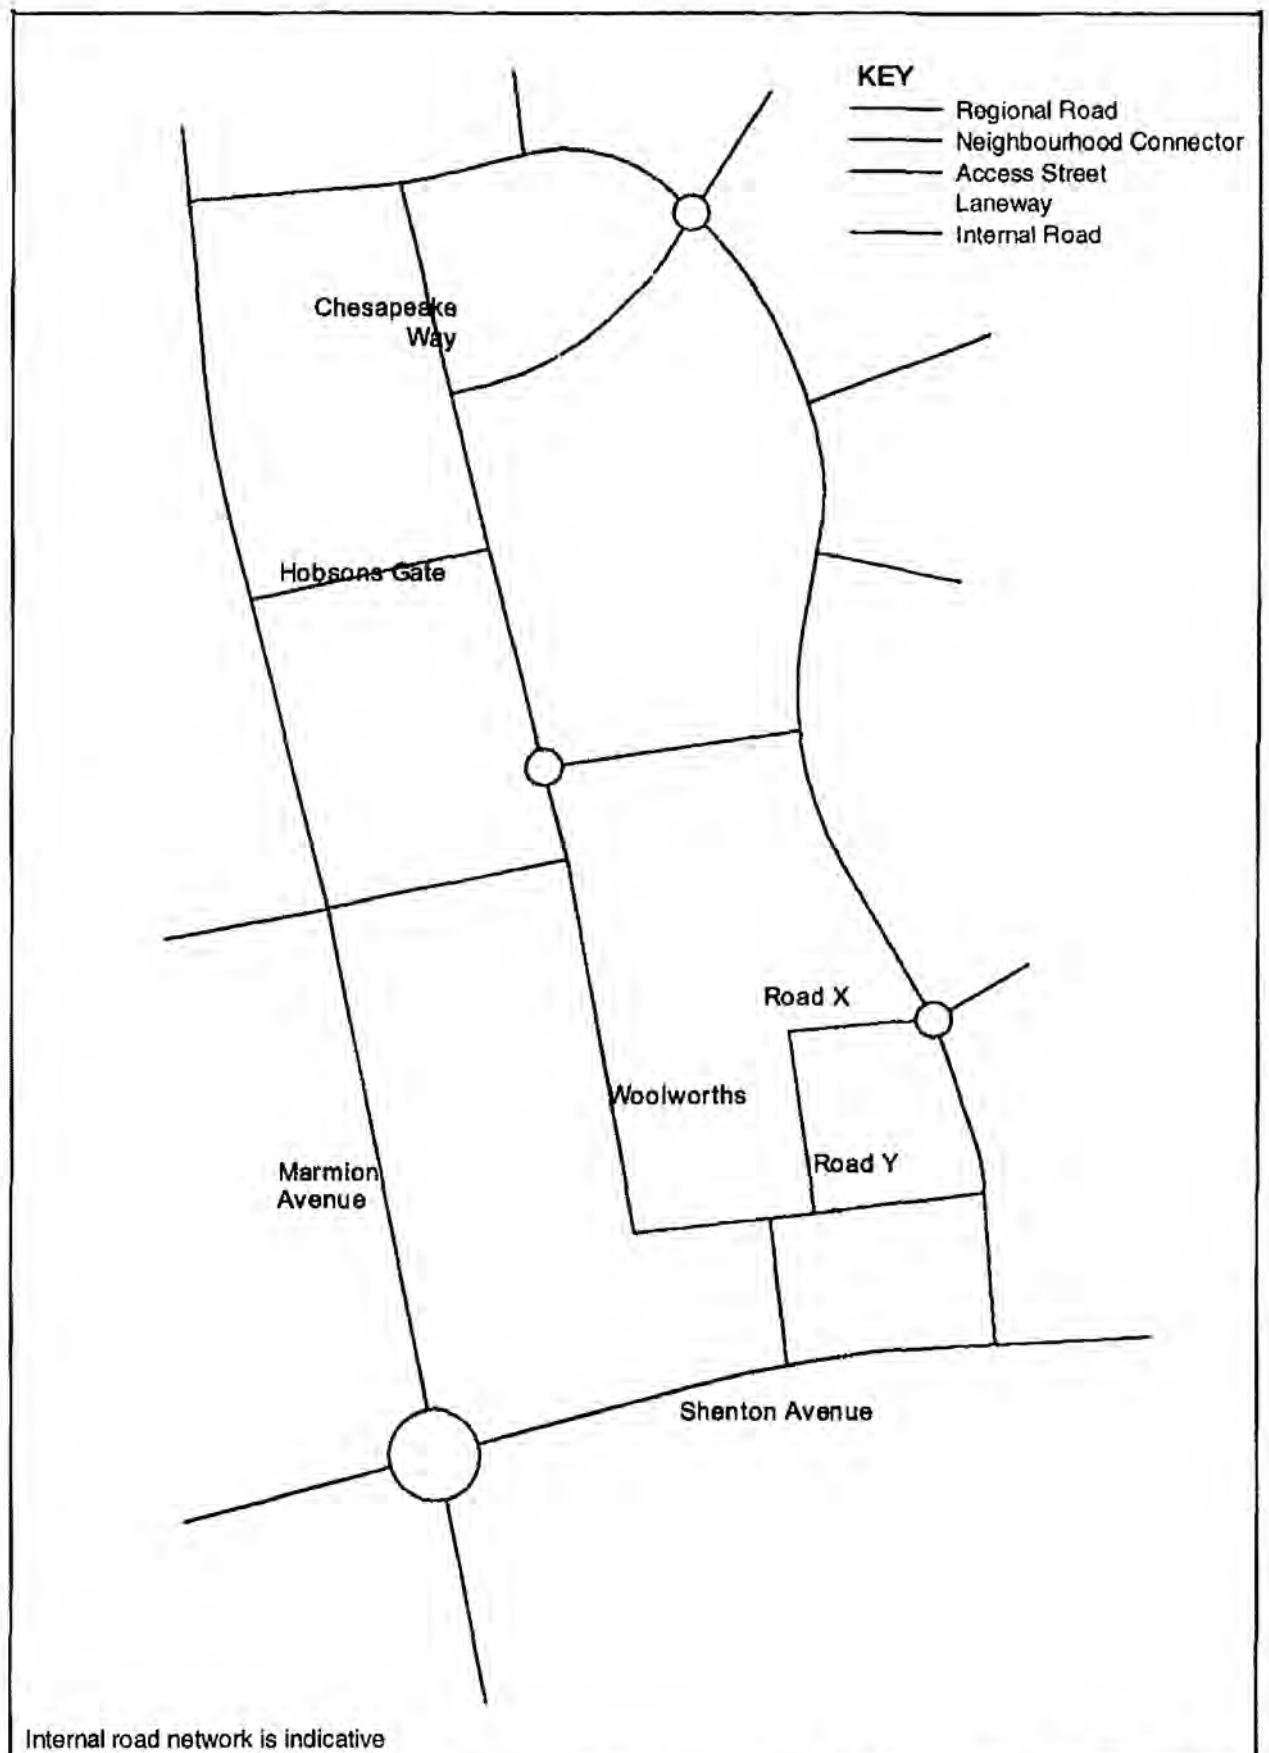 KEY
Regional Road
Neighbourhood Connector
Access Street
Laneway
Internal Road
Chesapeake
Way
Hobsons Gate
Road X
Woolworths
Road Y
Marmion
Avenue
Shenton Avenue
Internal road network is indicative